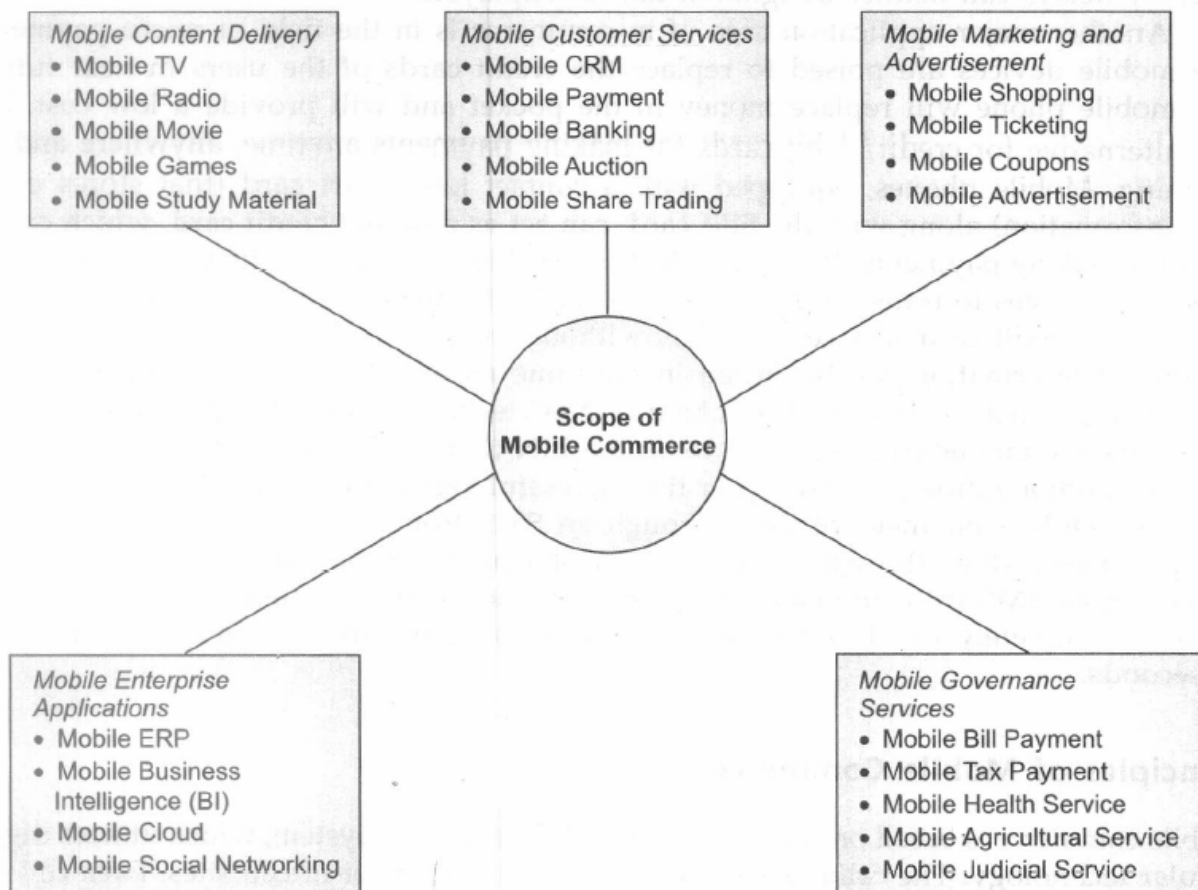 Mobile Content Delivery
• Mobile TV
• Mobile Radio
• Mobile Movie
• Mobile Games
• Mobile Study Material
Mobile Customer Services
• Mobile CRM
• Mobile Payment
• Mobile Banking
• Mobile Auction
• Mobile Share Trading
Mobile Marketing and
Advertisement
• Mobile Shopping
• Mobile Ticketing
• Mobile Coupons
• Mobile Advertisement
Scope of
Mobile Commerce
Mobile Enterprise
Applications
• Mobile ERP
• Mobile Business
Intelligence (BI)
• Mobile Cloud
• Mobile Social Networking
Mobile Governance
Services
• Mobile Bill Payment
• Mobile Tax Payment
• Mobile Health Service
• Mobile Agricultural Service
• Mobile Judicial Service